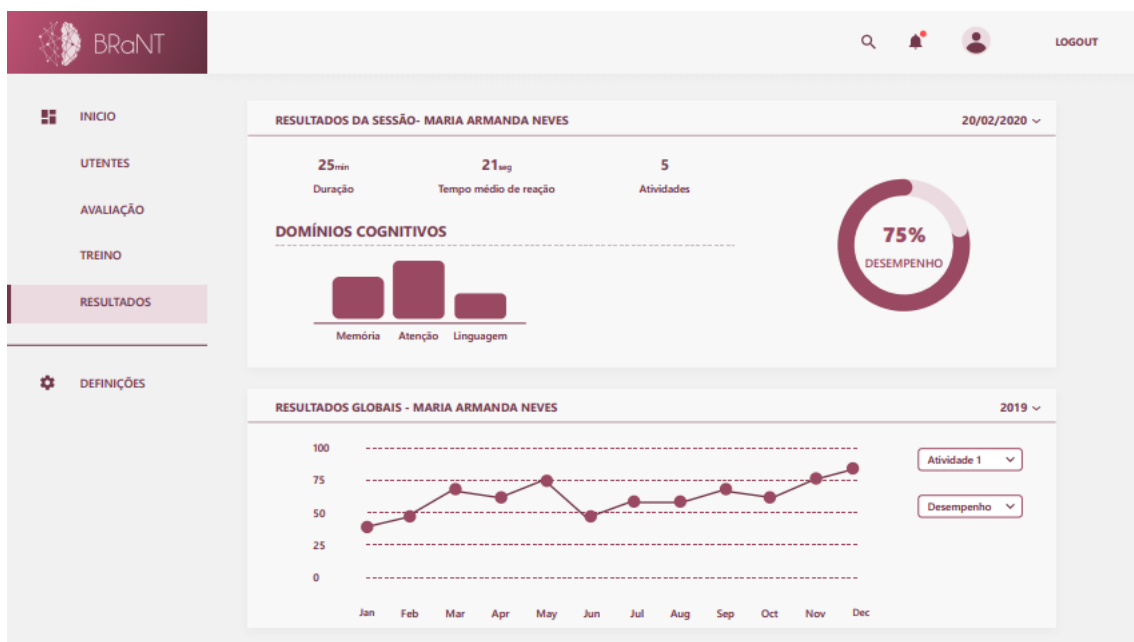 BRaNT
LOGOUT
INICIO
UTENTES
AVALIAÇÃO
TREINO
RESULTADOS
DEFINIÇÕES
RESULTADOS DA SESSÃO- MARIA ARMANDA NEVES 20/02/2020
25min 21seg 5
Duração Tempo médio de reação Atividades
DOMÍNIOS COGNITIVOS
Memória Atenção Linguagem
75%
DESEMPENHO
RESULTADOS GLOBAIS - MARIA ARMANDA NEVES 2019
100
75
50
25
0
Jan Feb Mar Apr May Jun Jul Aug Sep Oct Nov Dec
Atividade 1
Desempenho